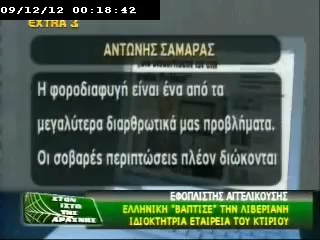 09/12/12 00:18:42
EXTRA 3
ΑΝΤΩΝΗΣ ΣΑΜΑΡΑΣ
Η φοροδιαφυγή είναι ένα από τα
μεγαλύτερα διαρθρωτικά μας προβλήματα.
Οι σοβαρές περιπτώσεις πλέον διώκονται
ΣΤΟΝ
ΙΣΤΟ
ΤΗΣ
ΑΡΑΧΝΗΣ
ΕΦΟΠΛΙΣΤΗΣ ΑΓΓΕΛΙΚΟΥΣΗΣ
ΕΛΛΗΝΙΚΗ "ΒΑΠΤΙΣΕ" ΤΗΝ ΛΙΒΕΡΙΑΝΗ
ΙΔΙΟΚΤΗΤΡΙΑ ΕΤΑΙΡΕΙΑ ΤΟΥ ΚΤΙΡΙΟΥ